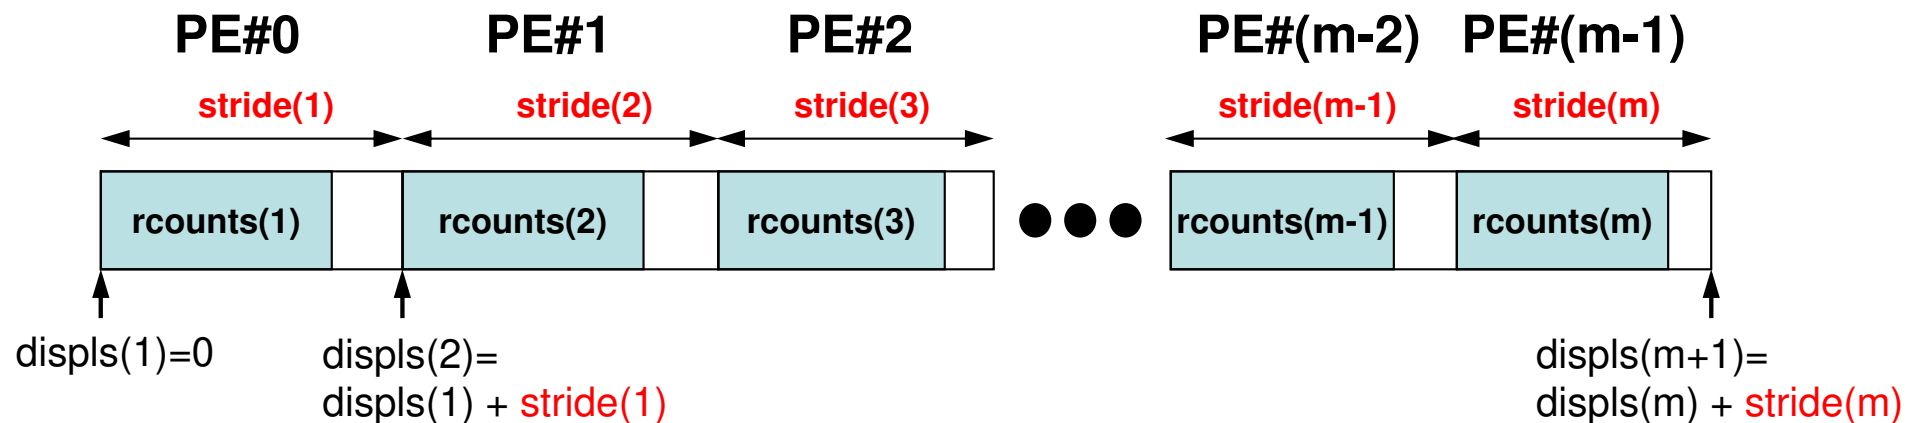 PE#0 PE#1 PE#2 PE#(m-2) PE#(m-1)
stride(1) stride(2) stride(3) stride(m-1) stride(m)
rcounts(1) rcounts(2) rcounts(3) rcounts(m-1) rcounts(m)
displs(1)=0
displs(2)=
displs(1) + stride(1)
displs(m+1)=
displs(m) + stride(m)